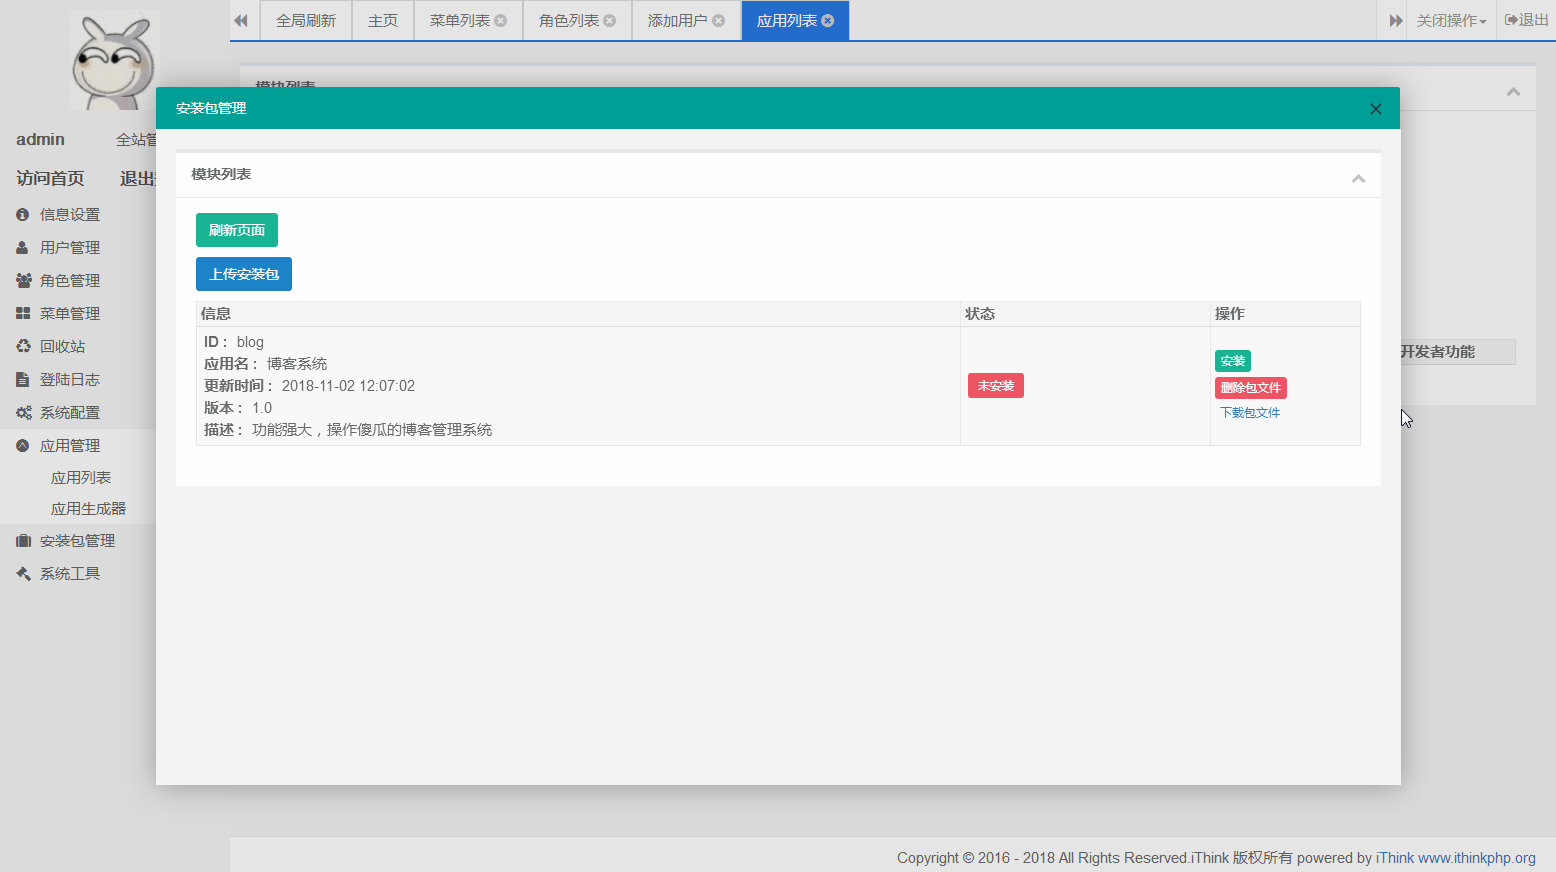 全局刷新 主页 菜单列表 角色列表 添加用户 应用列表 关闭操作 退出
模块列表
安装包管理
admin 全站管
访问首页 退出
信息设置
用户管理
角色管理
菜单管理
回收站
登陆日志
系统配置
应用管理
应用列表
应用生成器
安装包管理
系统工具
模块列表
刷新页面
上传安装包
信息 状态 操作
ID： blog
应用名： 博客系统
更新时间： 2018-11-02 12:07:02
版本： 1.0
描述： 功能强大，操作傻瓜的博客管理系统
未安装
安装
删除包文件
下载包文件
开发者功能
Copyright © 2016 - 2018 All Rights Reserved.iThink 版权所有 powered by iThink www.ithinkphp.org